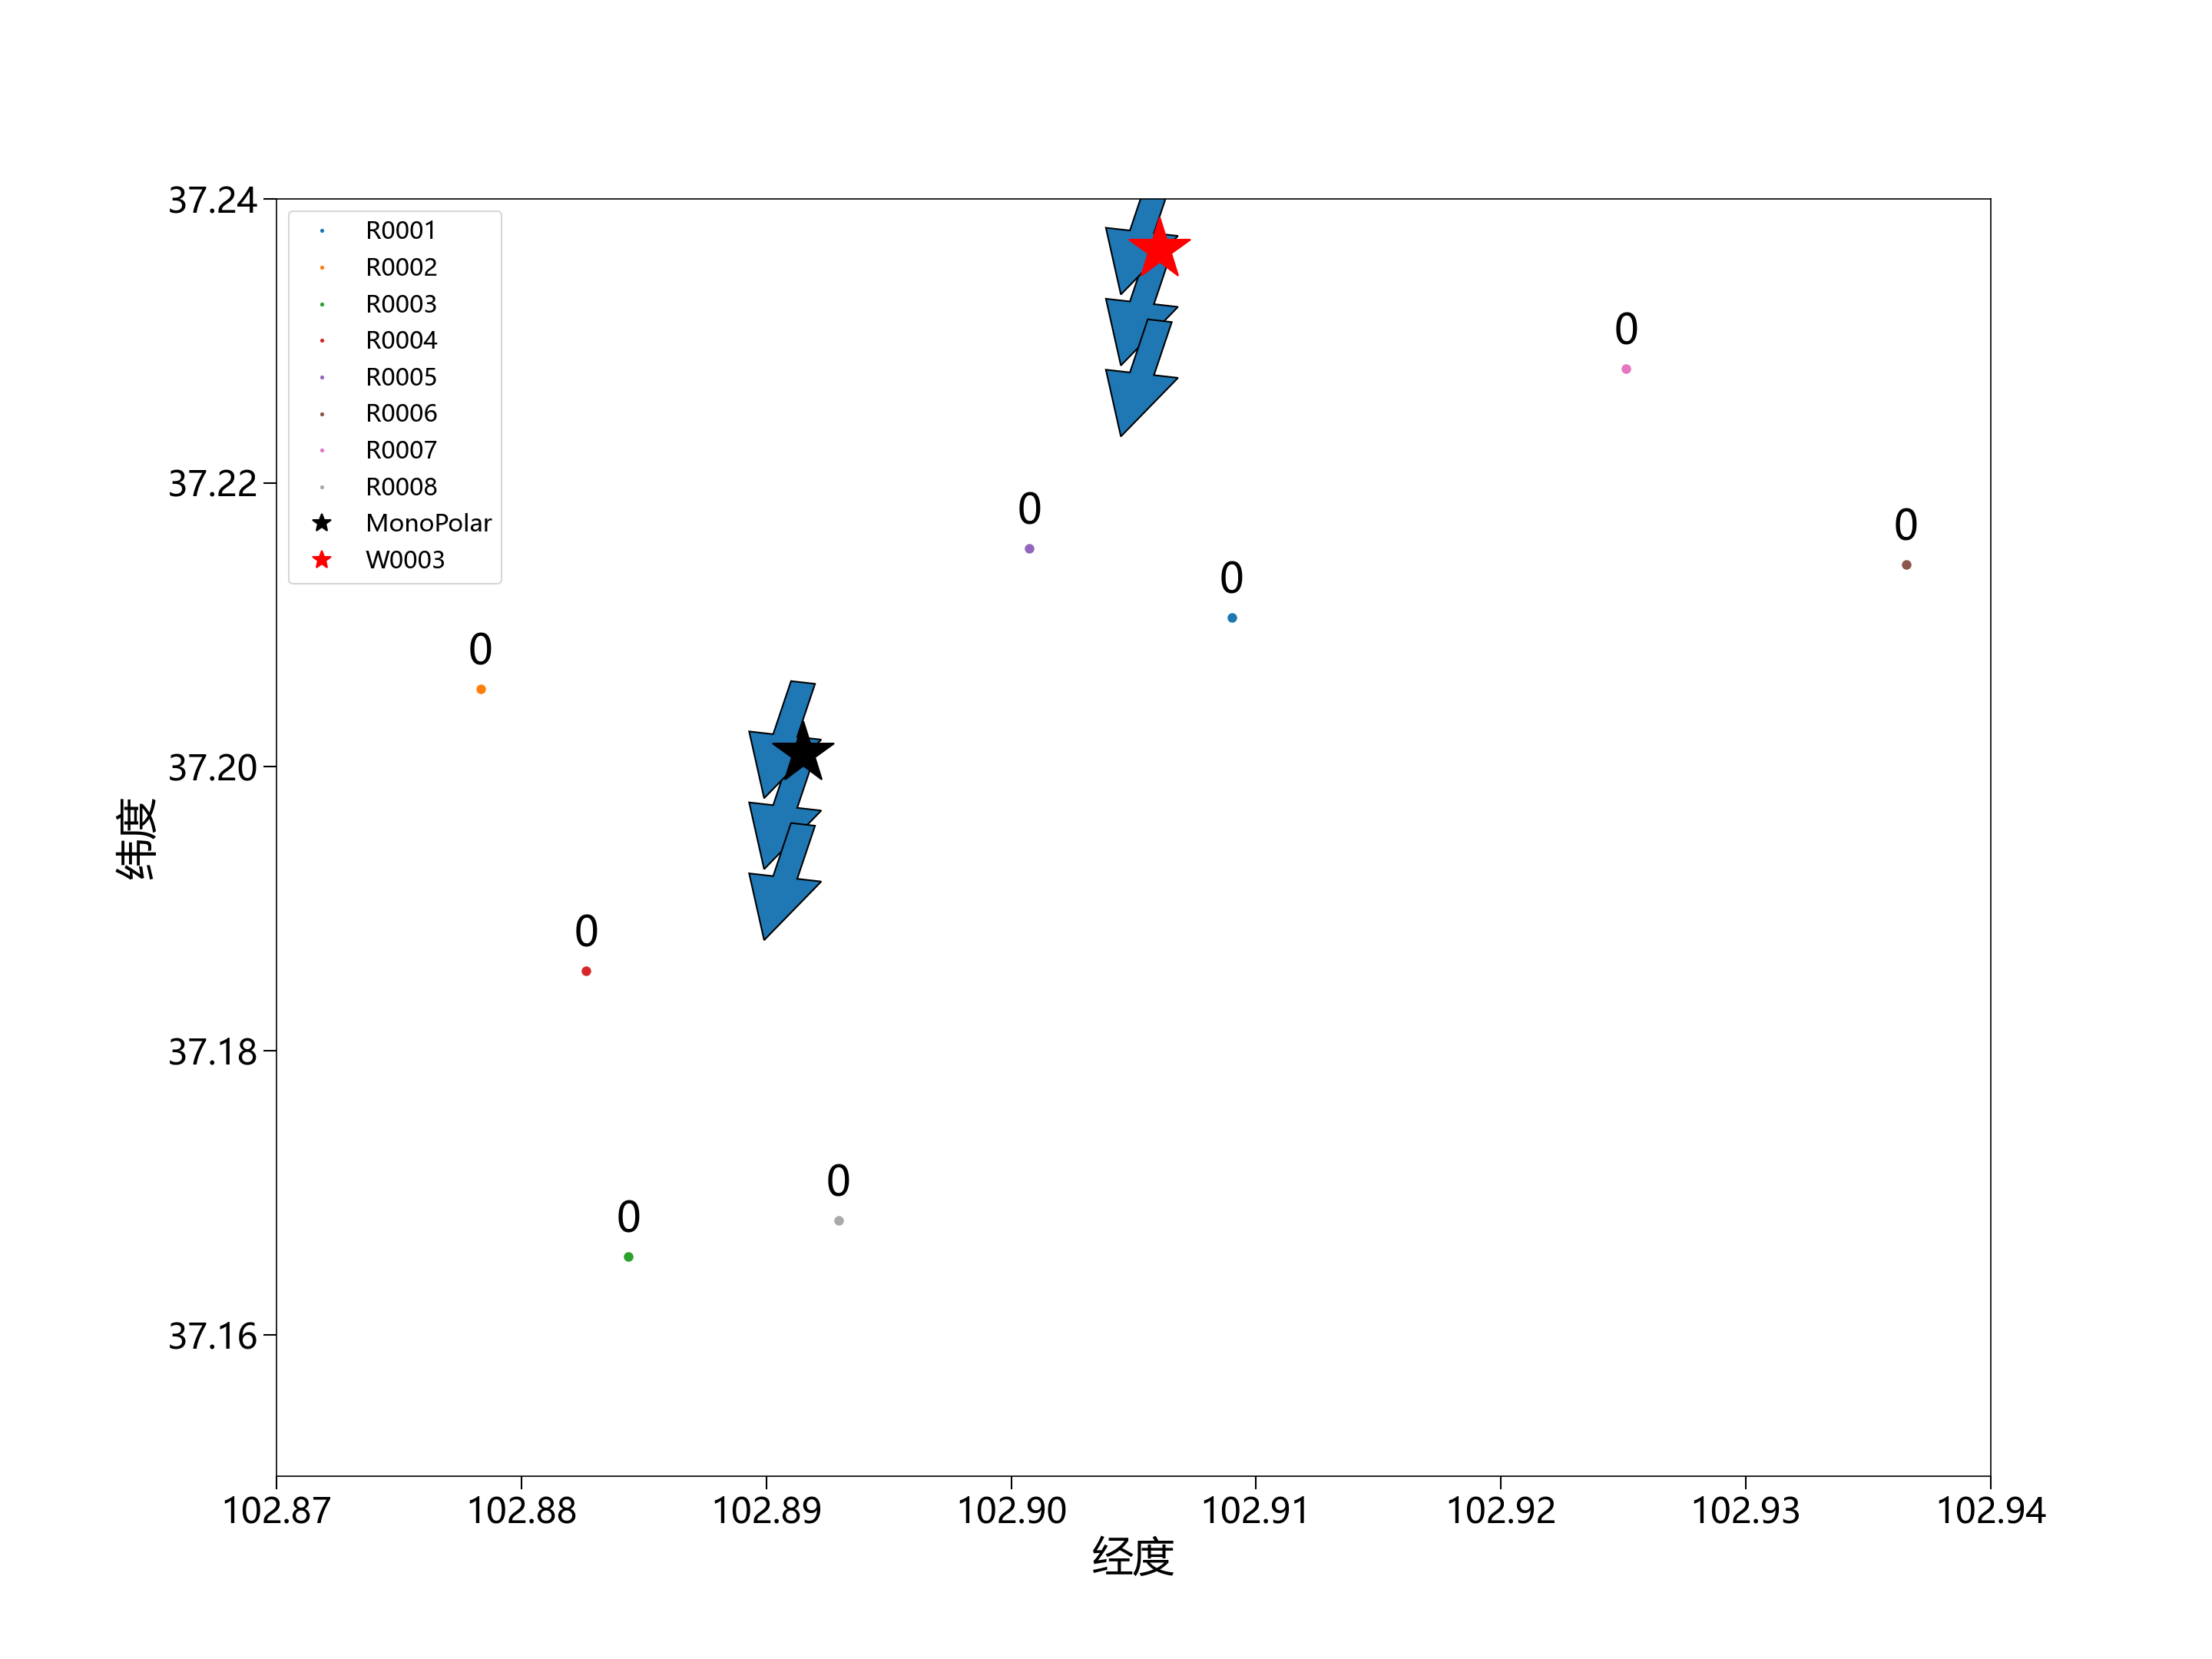 37.24
37.22
37.20
37.18
37.16
纬度
R0001
R0002
R0003
R0004
R0005
R0006
R0007
R0008
MonoPolar
W0003
0
0
0
0
0
0
0
0
102.87 102.88 102.89 102.90 102.91 102.92 102.93 102.94
经度